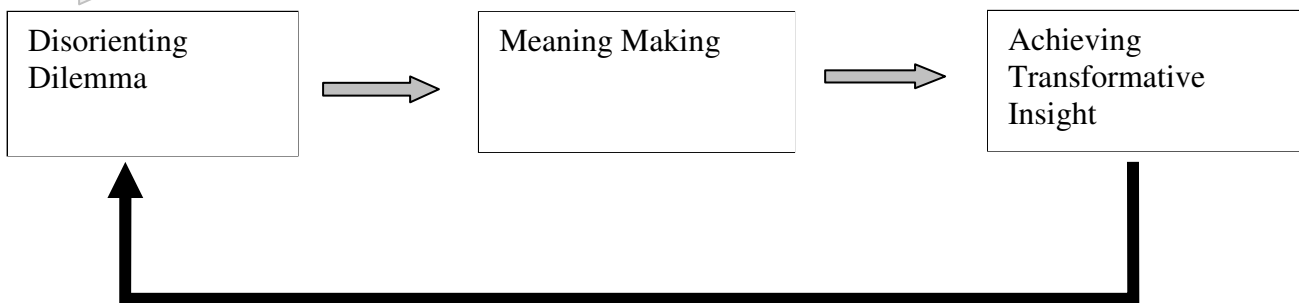 Disorienting
Dilemma
Meaning Making
Achieving
Transformative
Insight